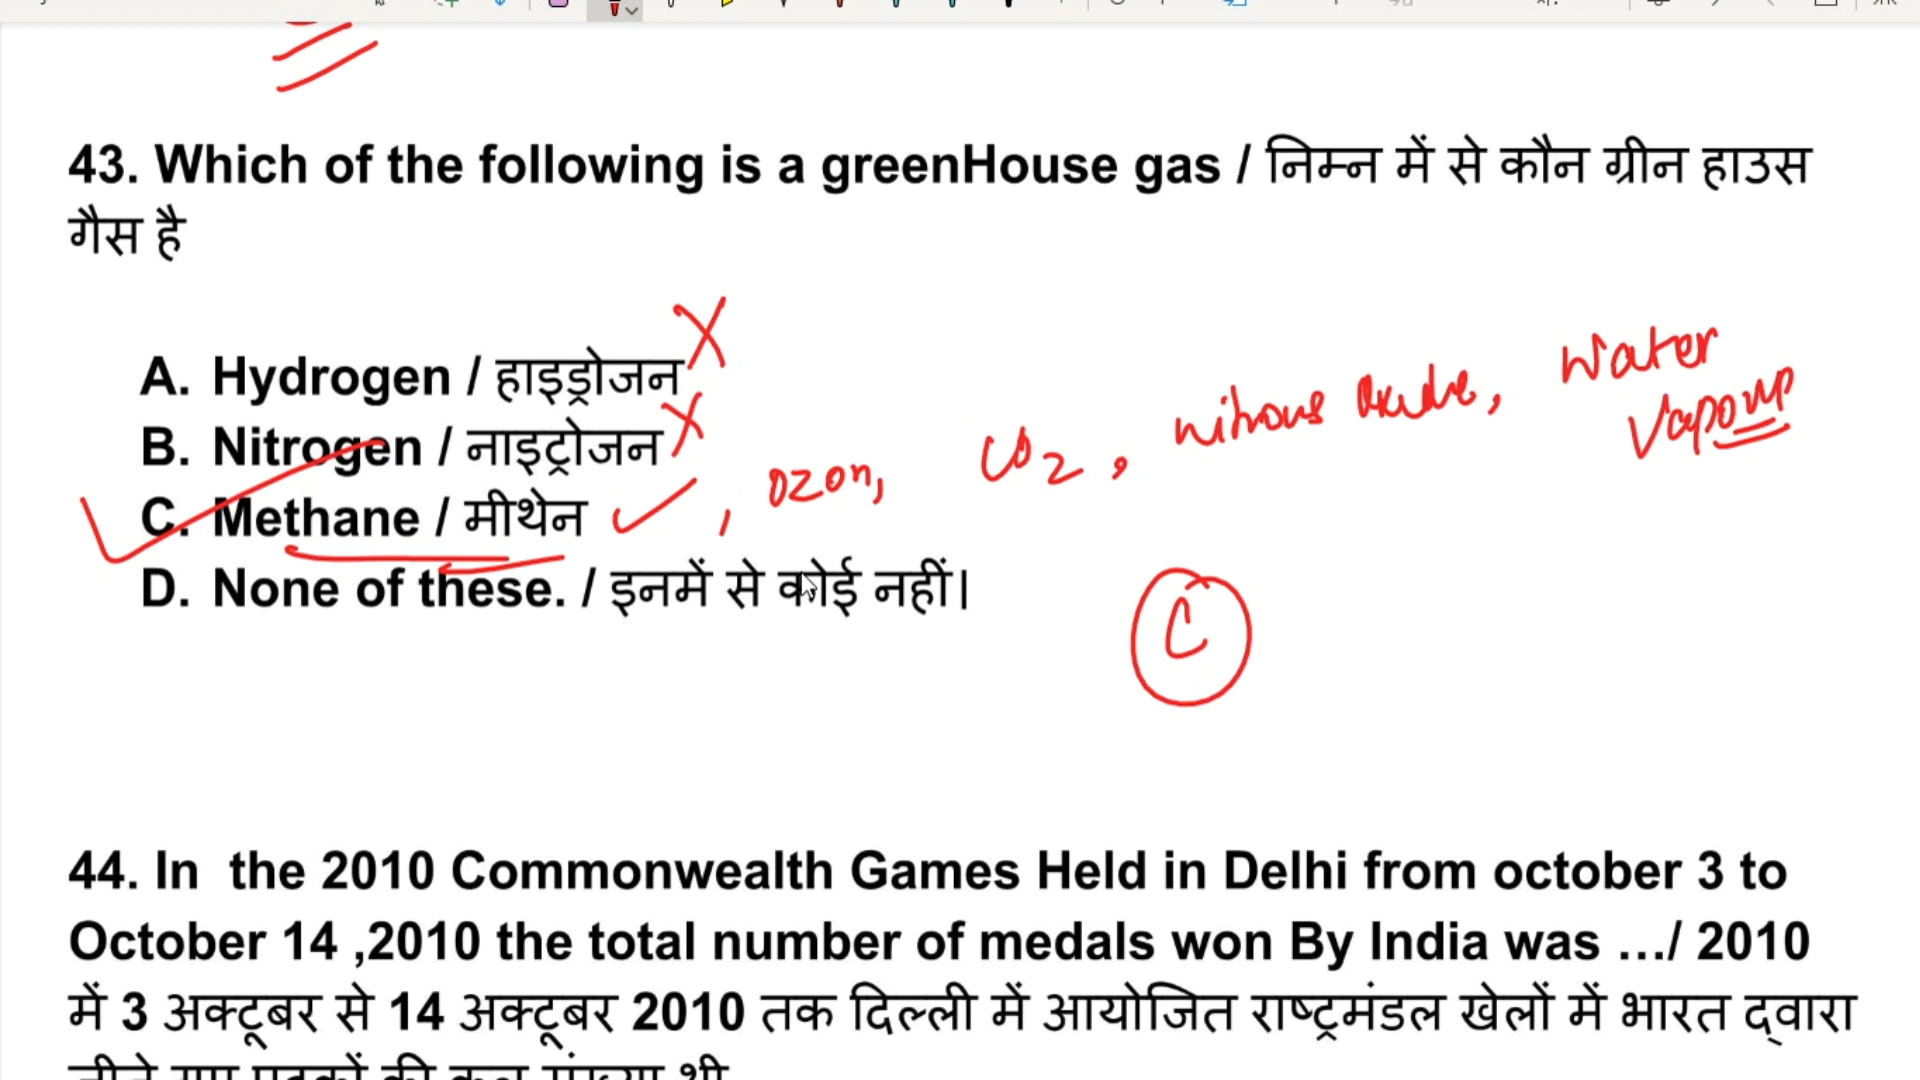 43. Which of the following is a greenHouse gas / निम्न में से कौन ग्रीन हाउस
गैस है
A. Hydrogen / हाइड्रोजन X
B. Nitrogen / नाइट्रोजन X
C. Methane / मीथेन , ozon, CO2, nitrous oxide, Water
Vapour
D. None of these. / इनमें से कोई नहीं।
C
44. In the 2010 Commonwealth Games Held in Delhi from october 3 to
October 14 ,2010 the total number of medals won By India was .../ 2010
में 3 अक्टूबर से 14 अक्टूबर 2010 तक दिल्ली में आयोजित राष्ट्रमंडल खेलों में भारत द्वारा